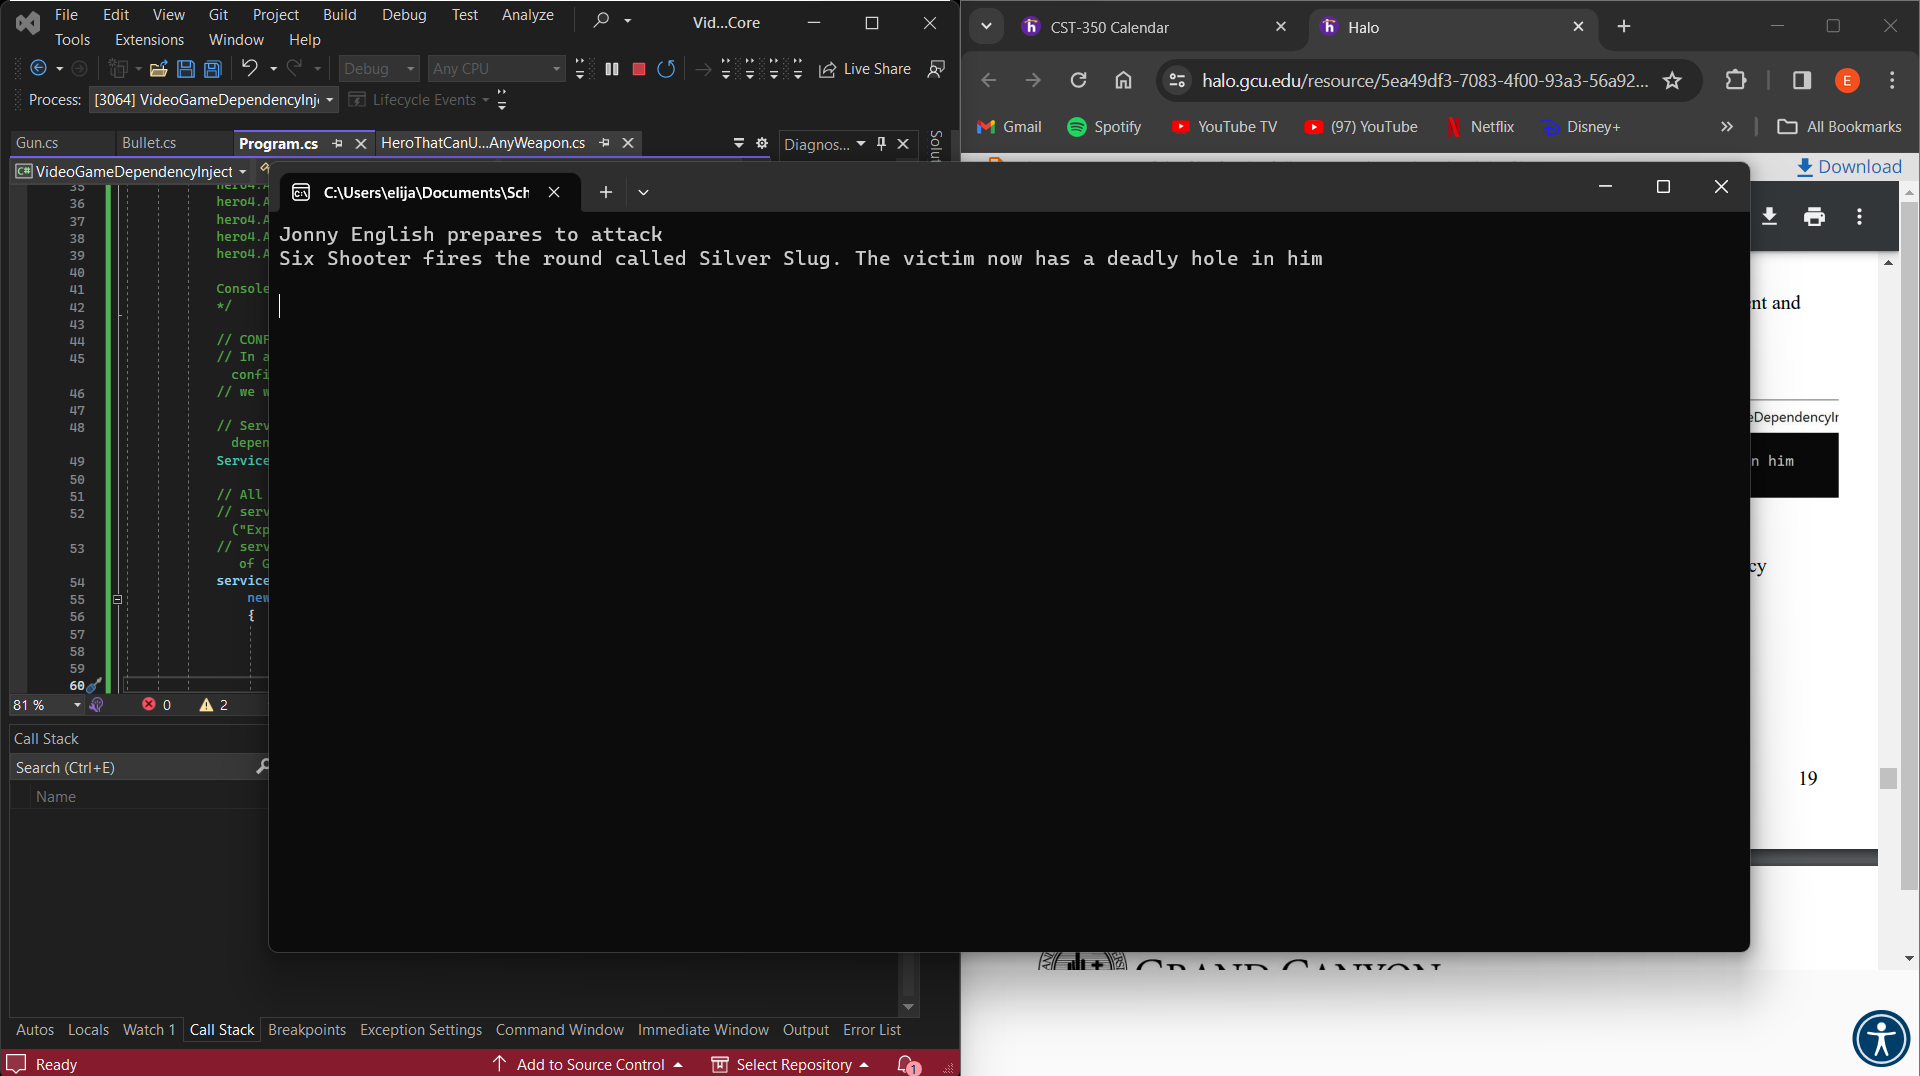 File Edit View Git Project Build Debug Test Analyze
Vid...Core
Tools Extensions Window Help
Debug Any CPU Live Share
Process: [3064] VideoGameDependencyInj Lifecycle Events
Gun.cs Bullet.cs Program.cs HeroThatCanU...AnyWeapon.cs
Diagnos...
Solut
VideoGameDependencyInject
35 hero4.A
36 hero4.A
37 hero4.A
38 hero4.A
39 hero4.A
40
41 Console
42 */
43
44 // CONF
45 // In a
confi
46 // we w
47
48 // Serv
depen
49 Service
50
51 // All
52 // serv
("Exp
53 // serv
of G
54 service
55 new
56 {
57
58
59
60
81 % 0 2
Call Stack
Search (Ctrl+E)
Name
Autos Locals Watch 1 Call Stack Breakpoints Exception Settings Command Window Immediate Window Output Error List
Ready Add to Source Control Select Repository 1
C:\Users\elija\Documents\Sch
Jonny English prepares to attack
Six Shooter fires the round called Silver Slug. The victim now has a deadly hole in him
CST-350 Calendar
Halo
halo.gcu.edu/resource/5ea49df3-7083-4f00-93a3-56a92...
E
Gmail Spotify YouTube TV (97) YouTube Netflix Disney+ All Bookmarks
Download
nt and
eDependencyIr
n him
cy
19
GRAND CANYON